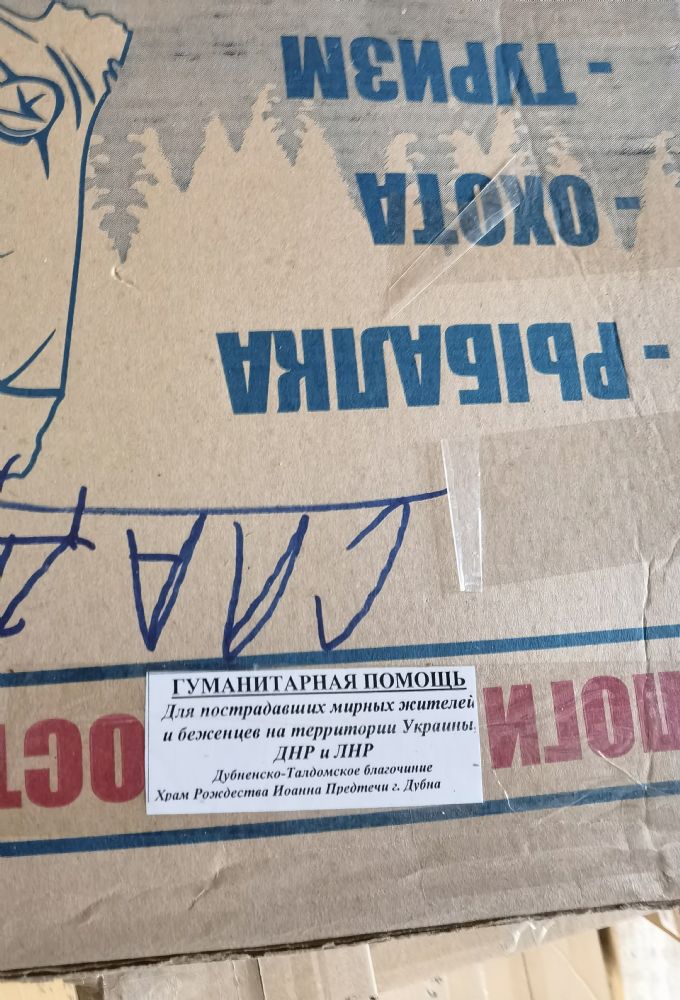 - ТУРИЗМ
- ОХОТА
- РЫБАЛКА
ГУМАНИТАРНАЯ ПОМОЩЬ
Для пострадавших мирных жителей
и беженцев на территории Украины,
ДНР и ЛНР
Дубненско-Талдомское благочиние
Храм Рождества Иоанна Предтечи г. Дубна